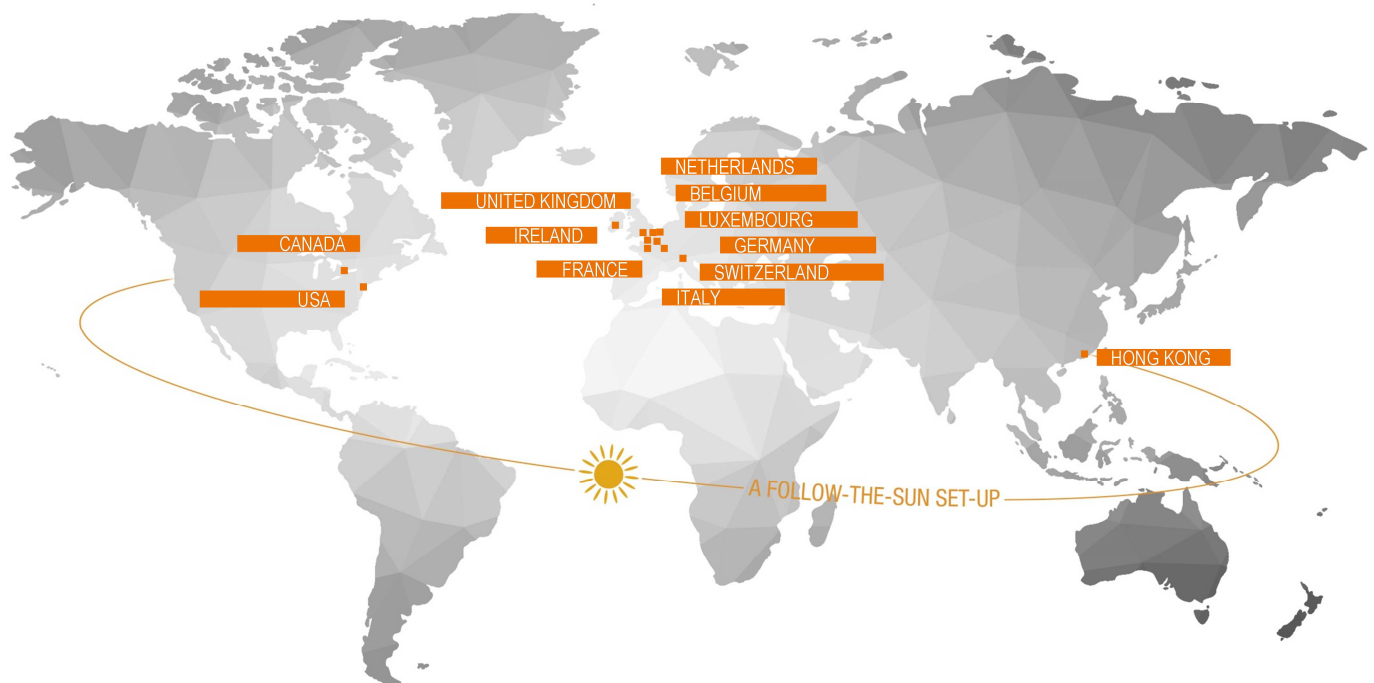 NETHERLANDS
BELGIUM
UNITED KINGDOM
LUXEMBOURG
IRELAND
CANADA
GERMANY
FRANCE
SWITZERLAND
USA
ITALY
HONG KONG
A FOLLOW-THE-SUN SET-UP